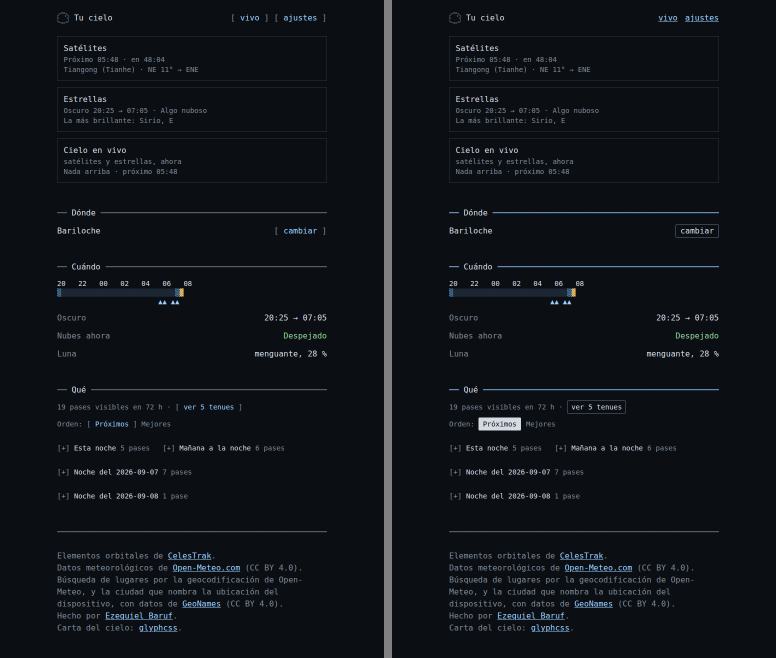 Tu cielo [ vivo ] [ ajustes ]
Satélites
Próximo 05:48 · en 48:04
Tiangong (Tianhe) · NE 11° → ENE
Estrellas
Oscuro 20:25 → 07:05 · Algo nuboso
La más brillante: Sirio, E
Cielo en vivo
satélites y estrellas, ahora
Nada arriba · próximo 05:48
Dónde
Bariloche [ cambiar ]
Cuándo
20 22 00 02 04 06 08
▲▲ ▲▲
Oscuro 20:25 → 07:05
Nubes ahora Despejado
Luna menguante, 28 %
Qué
19 pases visibles en 72 h · [ ver 5 tenues ]
Orden: [ Próximos ] Mejores
[+] Esta noche 5 pases [+] Mañana a la noche 6 pases
[+] Noche del 2026-09-07 7 pases
[+] Noche del 2026-09-08 1 pase
Elementos orbitales de CelesTrak.
Datos meteorológicos de Open-Meteo.com (CC BY 4.0).
Búsqueda de lugares por la geocodificación de Open-
Meteo, y la ciudad que nombra la ubicación del
dispositivo, con datos de GeoNames (CC BY 4.0).
Hecho por Ezequiel Baruf.
Carta del cielo: glyphcss.
Tu cielo vivo ajustes
Satélites
Próximo 05:48 · en 48:04
Tiangong (Tianhe) · NE 11° → ENE
Estrellas
Oscuro 20:25 → 07:05 · Algo nuboso
La más brillante: Sirio, E
Cielo en vivo
satélites y estrellas, ahora
Nada arriba · próximo 05:48
Dónde
Bariloche cambiar
Cuándo
20 22 00 02 04 06 08
▲▲ ▲▲
Oscuro 20:25 → 07:05
Nubes ahora Despejado
Luna menguante, 28 %
Qué
19 pases visibles en 72 h · ver 5 tenues
Orden: Próximos Mejores
[+] Esta noche 5 pases [+] Mañana a la noche 6 pases
[+] Noche del 2026-09-07 7 pases
[+] Noche del 2026-09-08 1 pase
Elementos orbitales de CelesTrak.
Datos meteorológicos de Open-Meteo.com (CC BY 4.0).
Búsqueda de lugares por la geocodificación de Open-
Meteo, y la ciudad que nombra la ubicación del
dispositivo, con datos de GeoNames (CC BY 4.0).
Hecho por Ezequiel Baruf.
Carta del cielo: glyphcss.